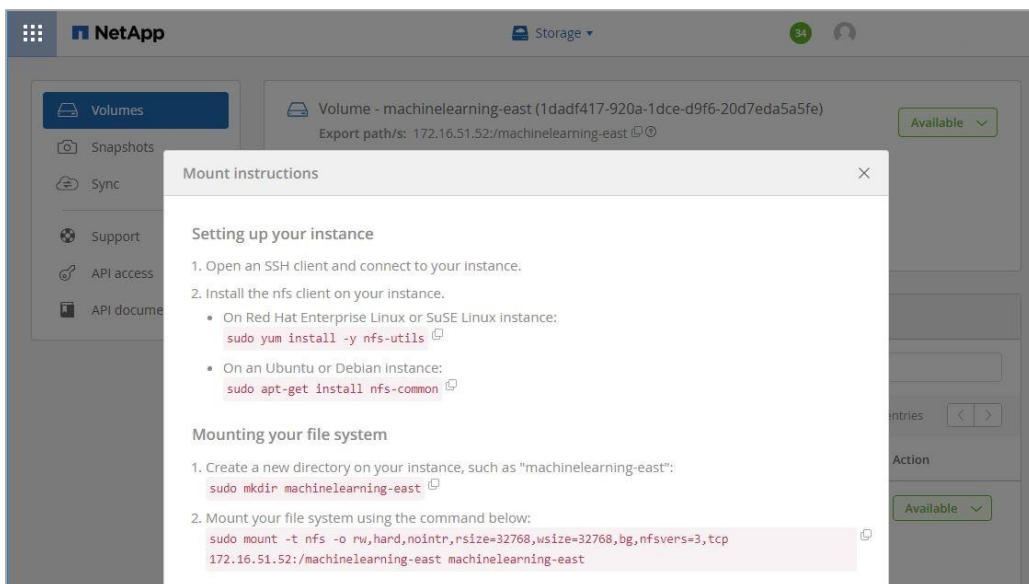 NetApp
Storage
34
Volumes
Snapshots
Sync
Support
API access
API docume
Volume - machinelearning-east (1dadf417-920a-1dce-d9f6-20d7eda5a5fe)
Export path/s: 172.16.51.52:/machinelearning-east
Available
Mount instructions
Setting up your instance
1. Open an SSH client and connect to your instance.
2. Install the nfs client on your instance.
• On Red Hat Enterprise Linux or SuSE Linux instance:
sudo yum install -y nfs-utils
• On an Ubuntu or Debian instance:
sudo apt-get install nfs-common
Mounting your file system
1. Create a new directory on your instance, such as "machinelearning-east":
sudo mkdir machinelearning-east
2. Mount your file system using the command below:
sudo mount -t nfs -o rw,hard,nointr,rsize=32768,wsize=32768,bg,nfsvers=3,tcp
172.16.51.52:/machinelearning-east machinelearning-east
entries
Action
Available